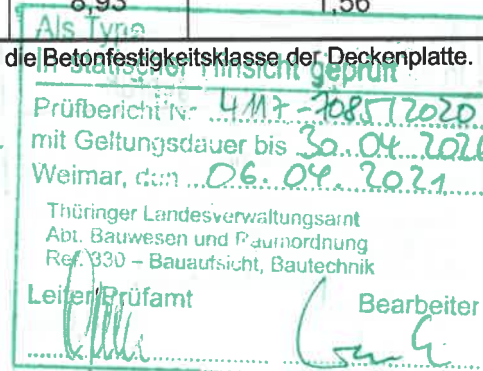 8,93 1,56
Als Type
die Betonfestigkeitsklasse der Deckenplatte.
In statischer Hinsicht geprüft
Prüfbericht Nr. 4117-7085/2020
mit Geltungsdauer bis 30.04.2026
Weimar, den 06.04.2021
Thüringer Landesverwaltungsamt
Abt. Bauwesen und Raumordnung
Ref. 330 – Bauaufsicht, Bautechnik
Leiter Prüfamt Bearbeiter